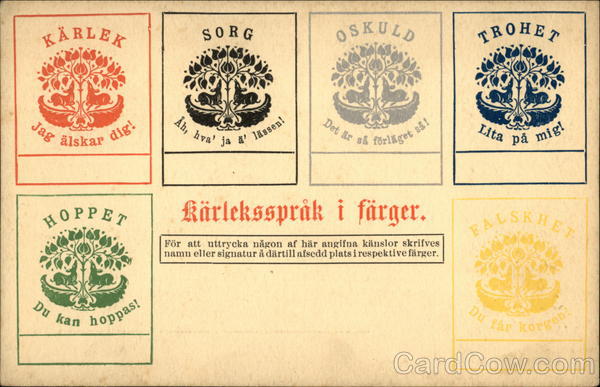 KÄRLEK
Jag älskar dig!
SORG
Åh, hva' ja ä' lässen!
OSKULD
Det är så förläget så!
TROHET
Lita på mig!
HOPPET
Du kan hoppas!
Kärleksspråk i färger.
För att uttrycka någon af här angifna känslor skrifves
namn eller signatur å därtill afsedd plats i respektive färger.
FALSKHET
Du får korgen!
CardCow.com